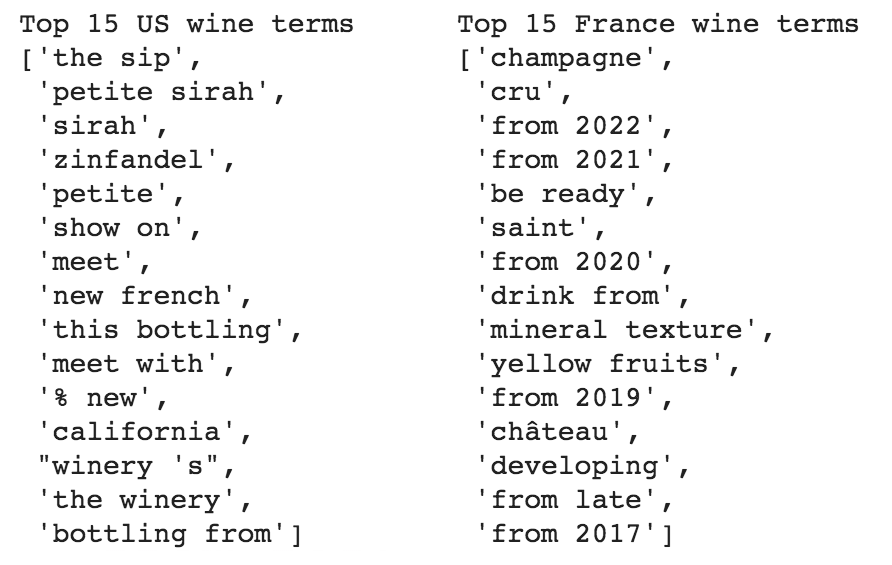 Top 15 US wine terms
['the sip',
'petite sirah',
'sirah',
'zinfandel',
'petite',
'show on',
'meet',
'new french',
'this bottling',
'meet with',
'% new',
'california',
"winery 's",
'the winery',
'bottling from']
Top 15 France wine terms
['champagne',
'cru',
'from 2022',
'from 2021',
'be ready',
'saint',
'from 2020',
'drink from',
'mineral texture',
'yellow fruits',
'from 2019',
'château',
'developing',
'from late',
'from 2017']